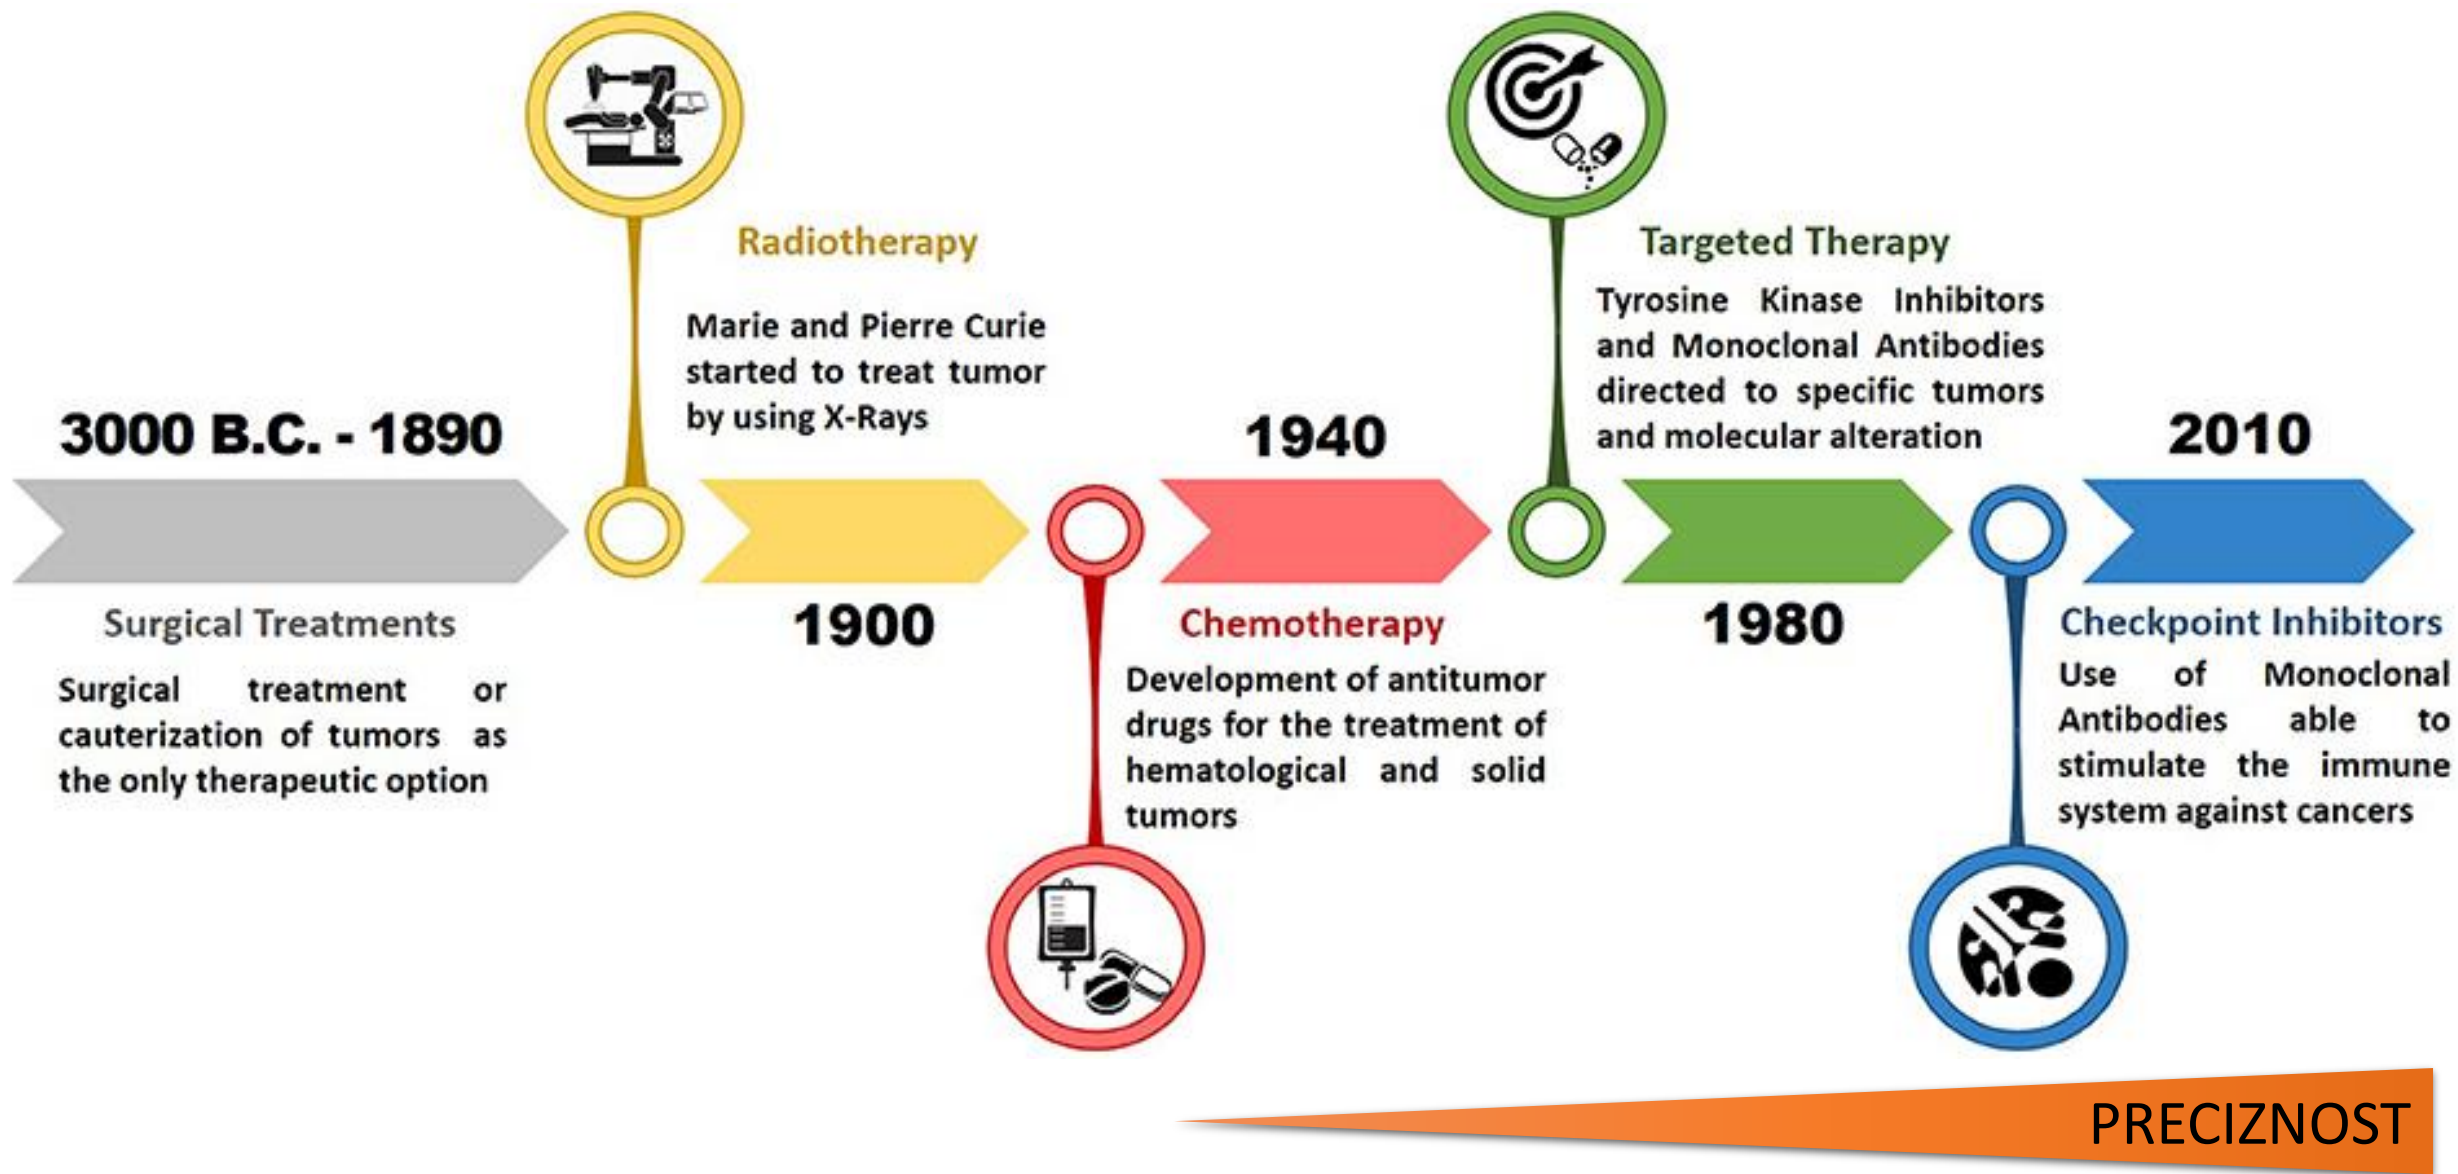 3000 B.C. - 1890
Surgical Treatments
Surgical treatment or
cauterization of tumors as
the only therapeutic option
Radiotherapy
Marie and Pierre Curie
started to treat tumor
by using X-Rays
1900
1940
Chemotherapy
Development of antitumor
drugs for the treatment of
hematological and solid
tumors
Targeted Therapy
Tyrosine Kinase Inhibitors
and Monoclonal Antibodies
directed to specific tumors
and molecular alteration
1980
2010
Checkpoint Inhibitors
Use of Monoclonal
Antibodies able to
stimulate the immune
system against cancers
PRECIZNOST